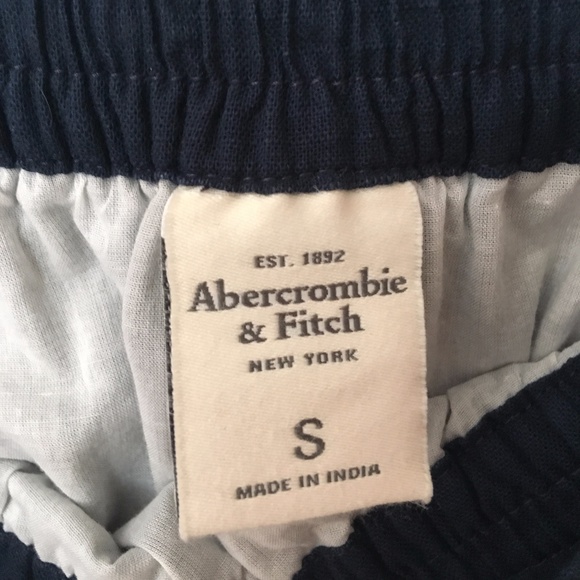 EST. 1892
Abercrombie
& Fitch
NEW YORK
S
MADE IN INDIA